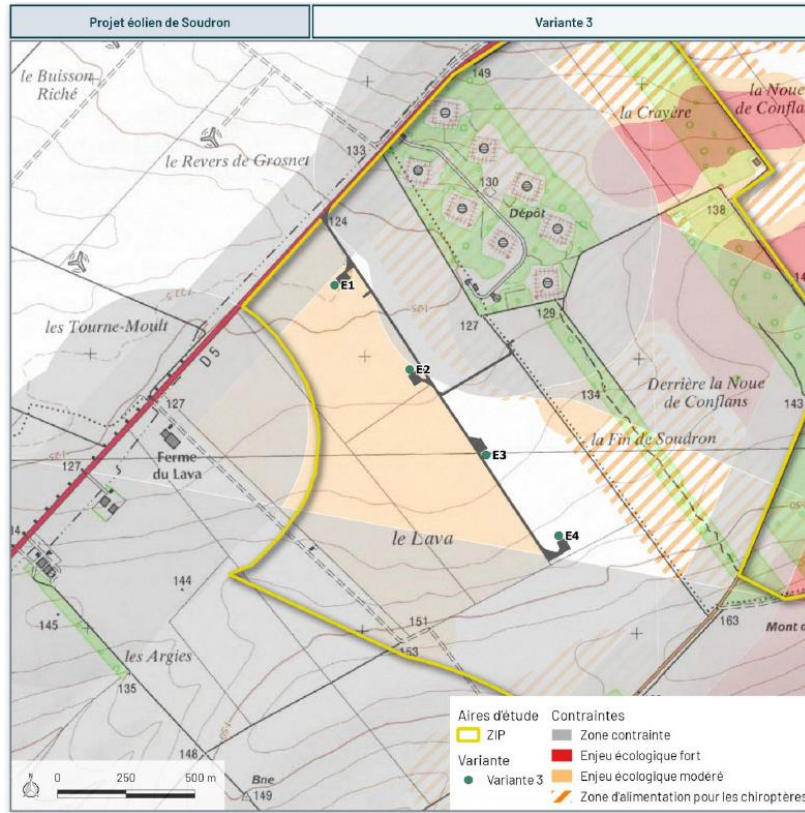 Projet éolien de Soudron
Variante 3
le Buisson
Riché
149
la Crayère
la Noue
de Confla
le Revers de Grosnet
133
130
Dépôt
138
124
E1
125
les Tourne-Moult
127
129
E2
D 5
Derrière la Noue
de Conflans
134
143
127
la Fin de Soudron
Ferme
du Lava
127
E3
le Lava
E4
144
145
151
163
153
Mont d
les Argies
135
148
Bne
149
N
0
250
500 m
Aires d'étude
ZIP
Variante
Variante 3
Contraintes
Zone contrainte
Enjeu écologique fort
Enjeu écologique modéré
Zone d'alimentation pour les chiroptères